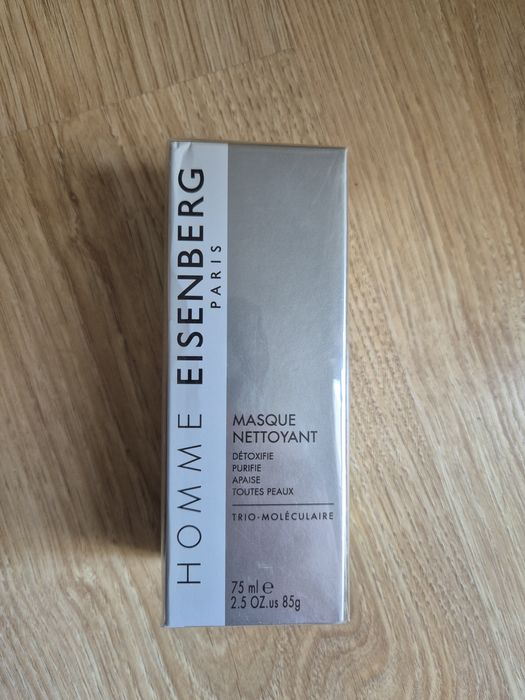 HOMME EISENBERG
PARIS
MASQUE
NETTOYANT
DÉTOXIFIE
PURIFIE
APAISE
TOUTES PEAUX
TRIO-MOLÉCULAIRE
75 ml e
2.5 OZ.us 85g